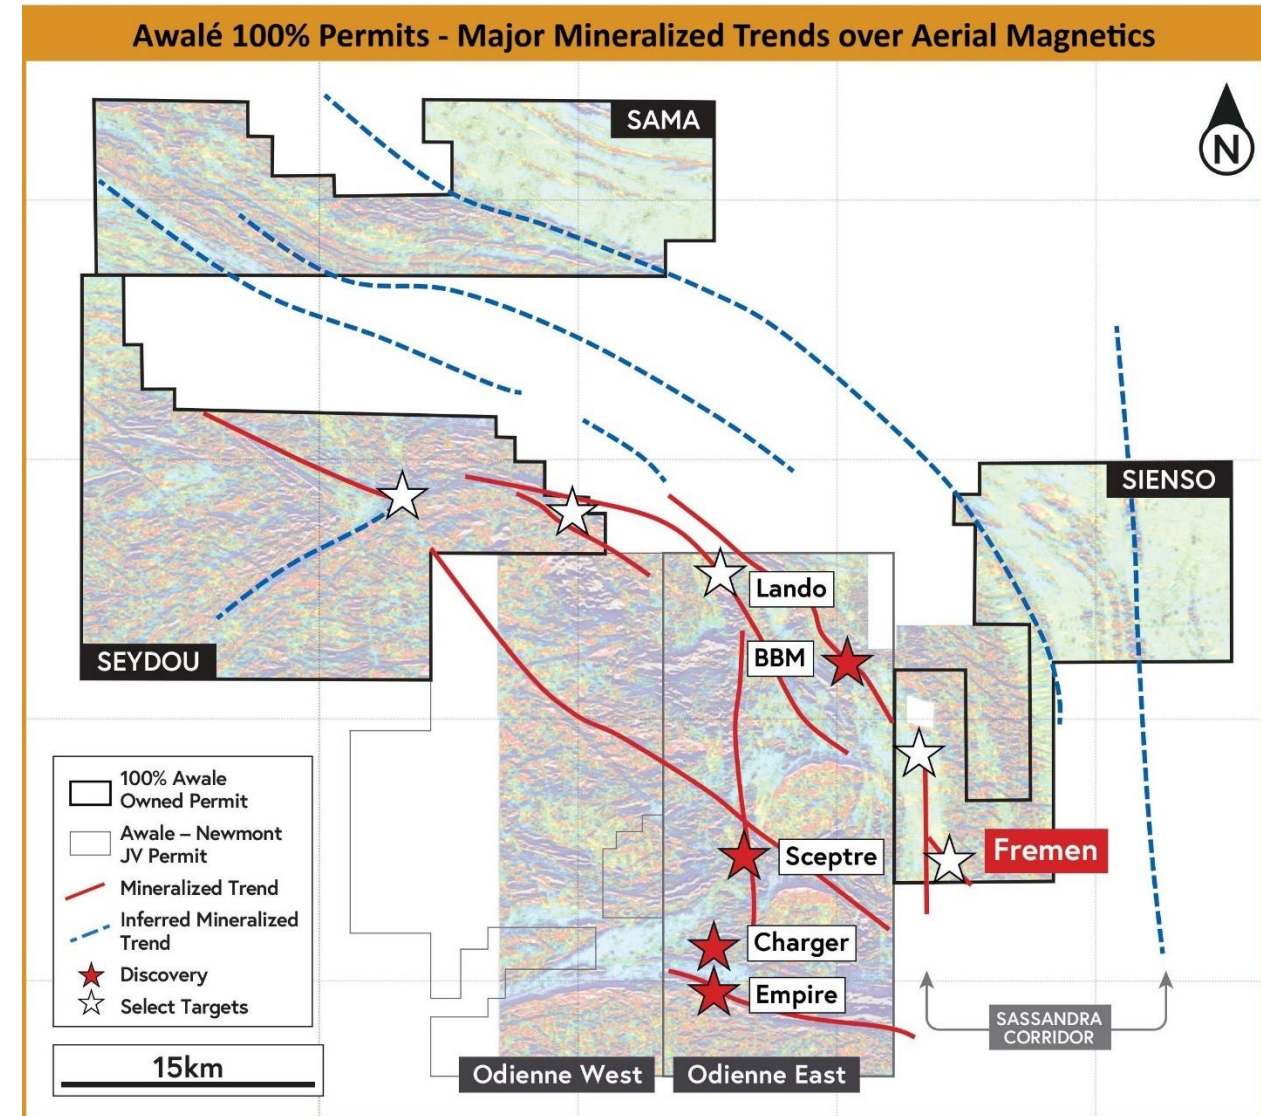 Awalé 100% Permits - Major Mineralized Trends over Aerial Magnetics
SAMA
N
SIENSO
Lando
SEYDOU
BBM
100% Awale
Owned Permit
Awale – Newmont
JV Permit
Mineralized Trend
Inferred Mineralized
Trend
Discovery
Select Targets
Fremen
Sceptre
Charger
Empire
SASSANDRA
CORRIDOR
15km
Odienne West
Odienne East